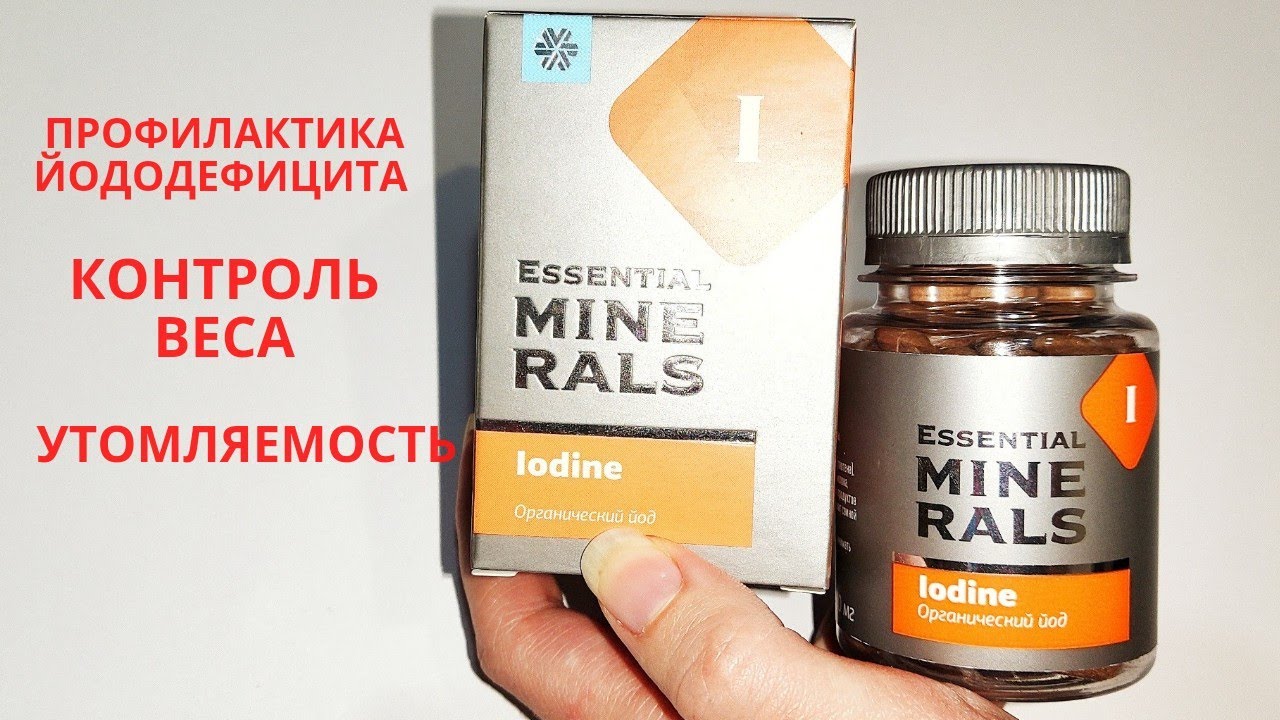 ПРОФИЛАКТИКА
ЙОДОДЕФИЦИТА
КОНТРОЛЬ
ВЕСА
УТОМЛЯЕМОСТЬ
I
ESSENTIAL
MINE
RALS
Iodine
Органический йод
I
ESSENTIAL
MINE
RALS
Iodine
Органический йод